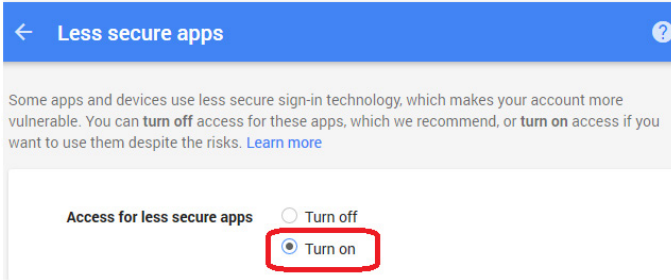 Less secure apps
Some apps and devices use less secure sign-in technology, which makes your account more
vulnerable. You can turn off access for these apps, which we recommend, or turn on access if you
want to use them despite the risks. Learn more
Access for less secure apps
Turn off
Turn on